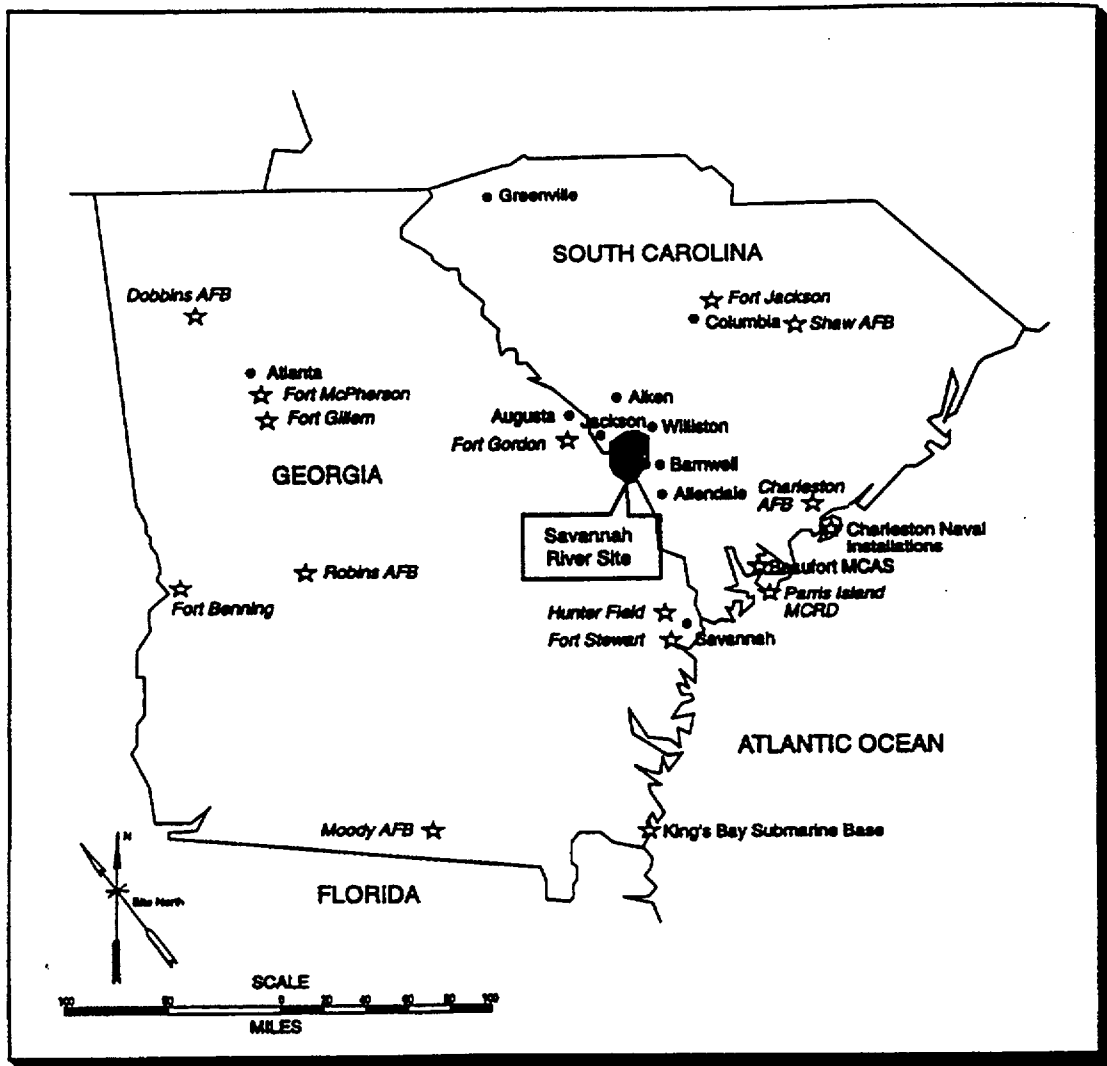 Greenville
SOUTH CAROLINA
Dobbins AFB
Fort Jackson
Columbia
Shaw AFB
Atlanta
Fort McPherson
Fort Gillem
Aiken
Augusta
Jackson
Williston
Fort Gordon
GEORGIA
Barnwell
Allendale
Charleston
AFB
Savannah
River Site
Charleston Naval
Installations
Beaufort MCAS
Robins AFB
Fort Benning
Parris Island
MCRD
Hunter Field
Fort Stewart
Savannah
ATLANTIC OCEAN
Moody AFB
King's Bay Submarine Base
N
Site North
FLORIDA
SCALE
100 50 0 20 40 60 80 100
MILES